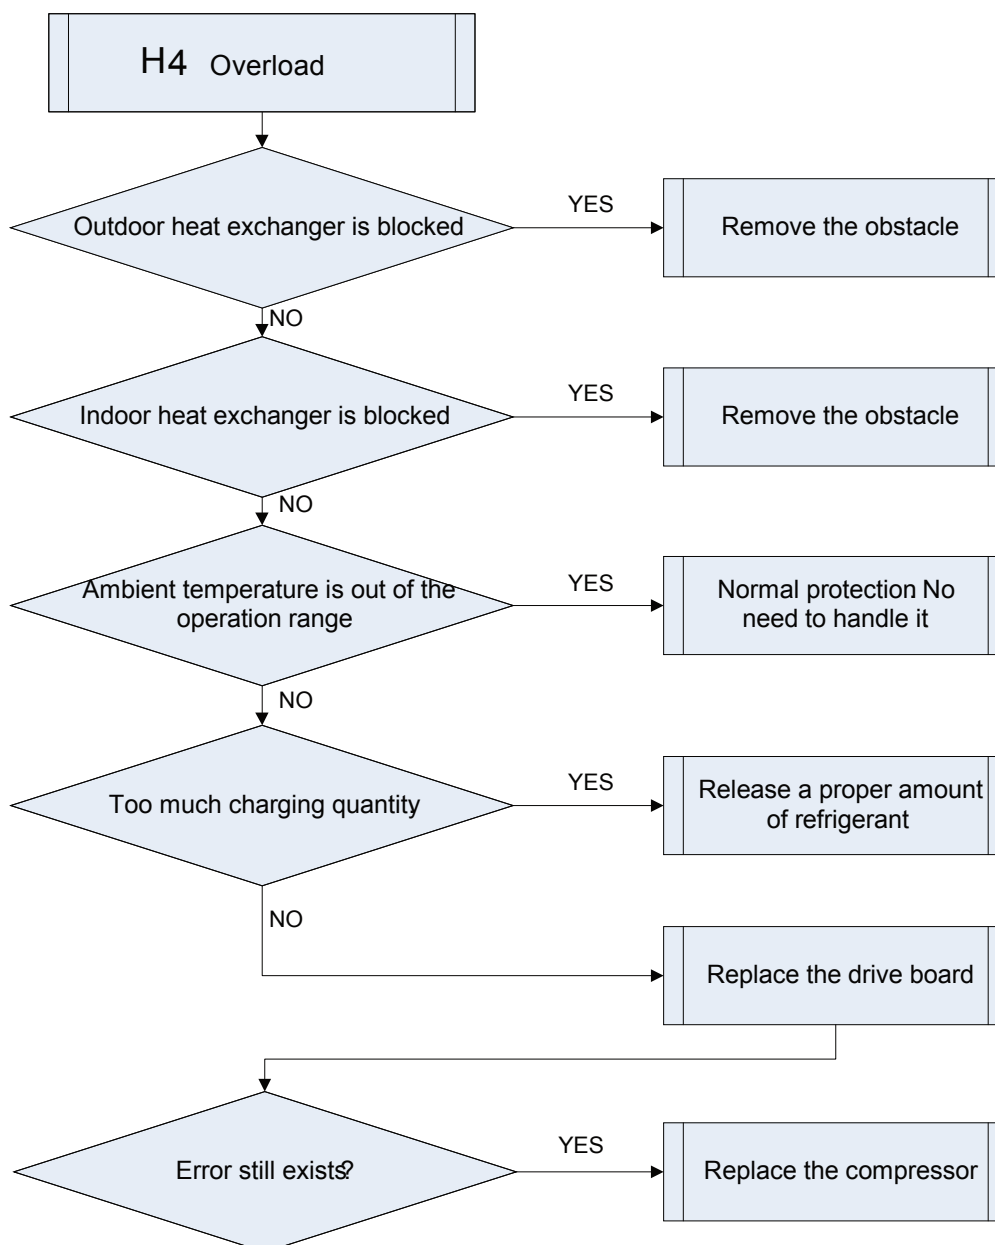 H4 Overload
Outdoor heat exchanger is blocked
YES
Remove the obstacle
NO
Indoor heat exchanger is blocked
YES
Remove the obstacle
NO
Ambient temperature is out of the
operation range
YES
Normal protection. No
need to handle it
NO
Too much charging quantity
YES
Release a proper amount
of refrigerant
NO
Replace the drive board
Error still exists?
YES
Replace the compressor